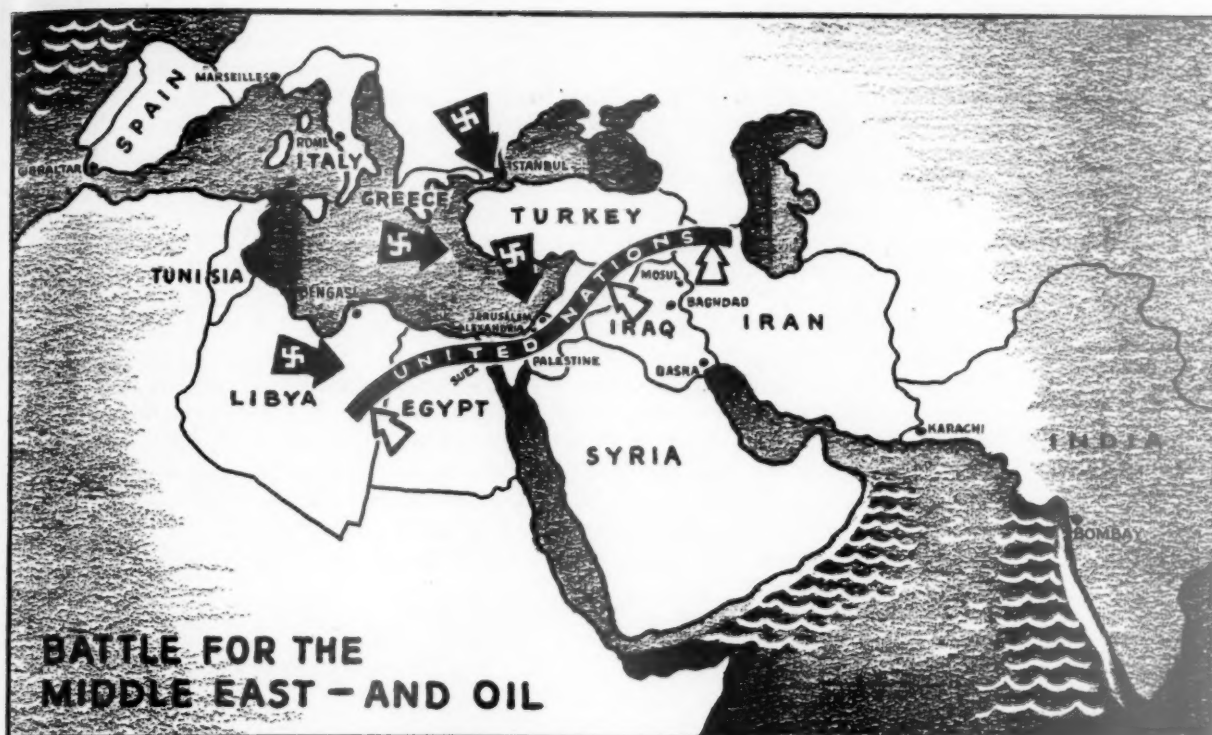 SPAIN
MARSEILLES
GIBRALTAR
ROME
ITALY
GREECE
ISTANBUL
TURKEY
TUNISIA
BENGASI
LIBYA
UNITED NATIONS
JERUSALEM
ALEXANDRIA
SUEZ
PALESTINE
EGYPT
MOSUL
BAGHDAD
IRAQ
IRAN
BASRA
SYRIA
KARACHI
INDIA
BOMBAY
BATTLE FOR THE
MIDDLE EAST — AND OIL